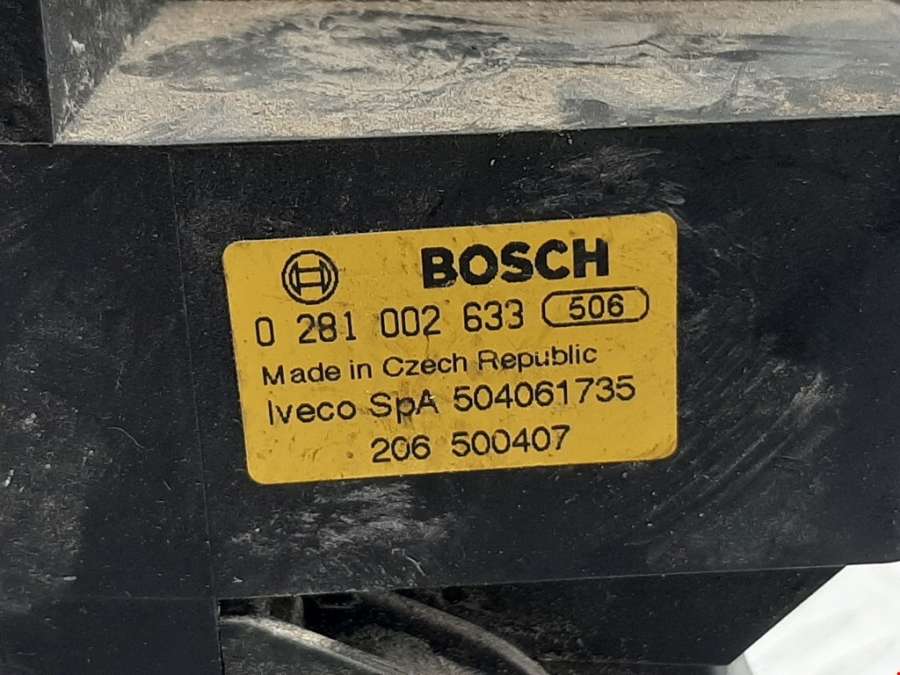 BOSCH
0 281 002 633 506
Made in Czech Republic
Iveco SpA 504061735
206 500407